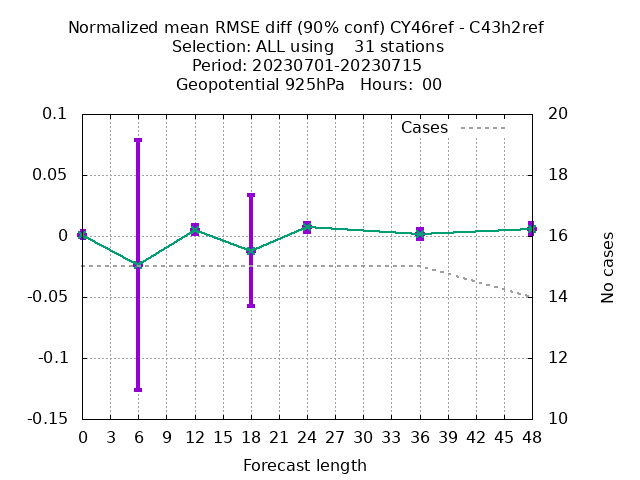 Normalized mean RMSE diff (90% conf) CY46ref - C43h2ref
Selection: ALL using    31 stations
Period: 20230701-20230715
Geopotential 925hPa   Hours:  00
0.1
0.05
0
-0.05
-0.1
-0.15
20
18
16
14
12
10
Cases
No cases
0 3 6 9 12 15 18 21 24 27 30 33 36 39 42 45 48
Forecast length